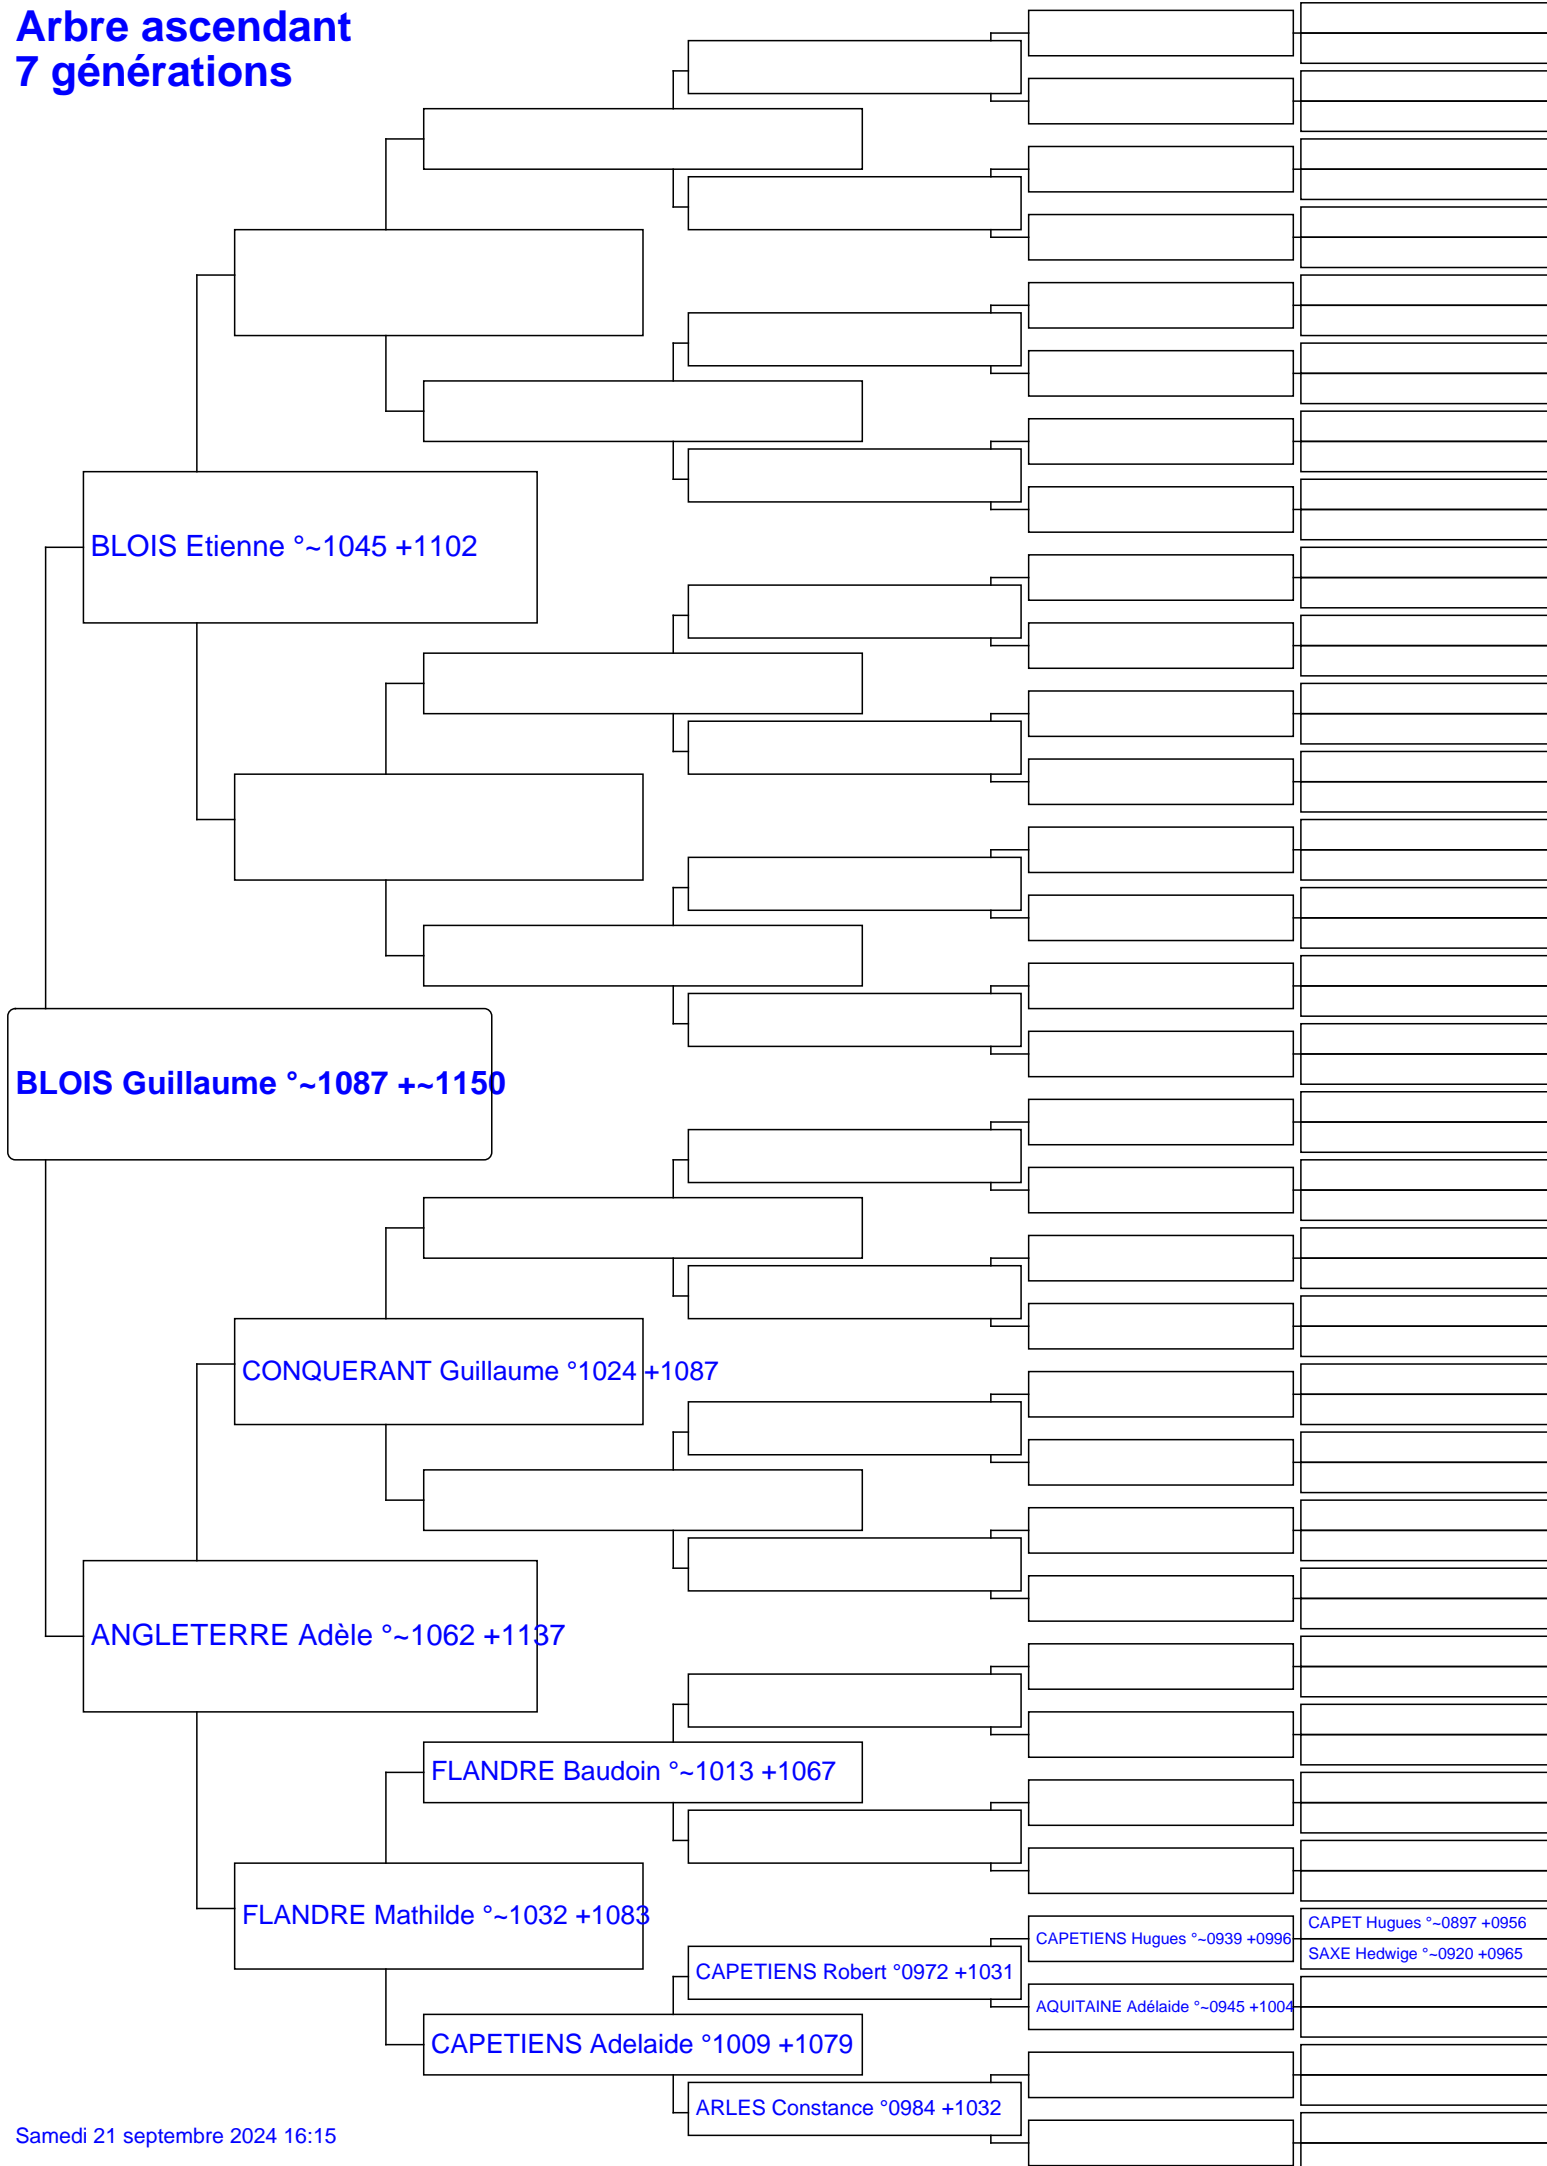 Arbre ascendant
7 générations
BLOIS Etienne °~1045 +1102
BLOIS Guillaume °~1087 +~1150
CONQUERANT Guillaume °1024 +1087
ANGLETERRE Adèle °~1062 +1137
FLANDRE Baudoin °~1013 +1067
FLANDRE Mathilde °~1032 +1083
CAPET Hugues °~0897 +0956
CAPETIENS Hugues °~0939 +0996
SAXE Hedwige °~0920 +0965
CAPETIENS Robert °0972 +1031
AQUITAINE Adélaide °~0945 +1004
CAPETIENS Adelaide °1009 +1079
ARLES Constance °0984 +1032
Samedi 21 septembre 2024 16:15